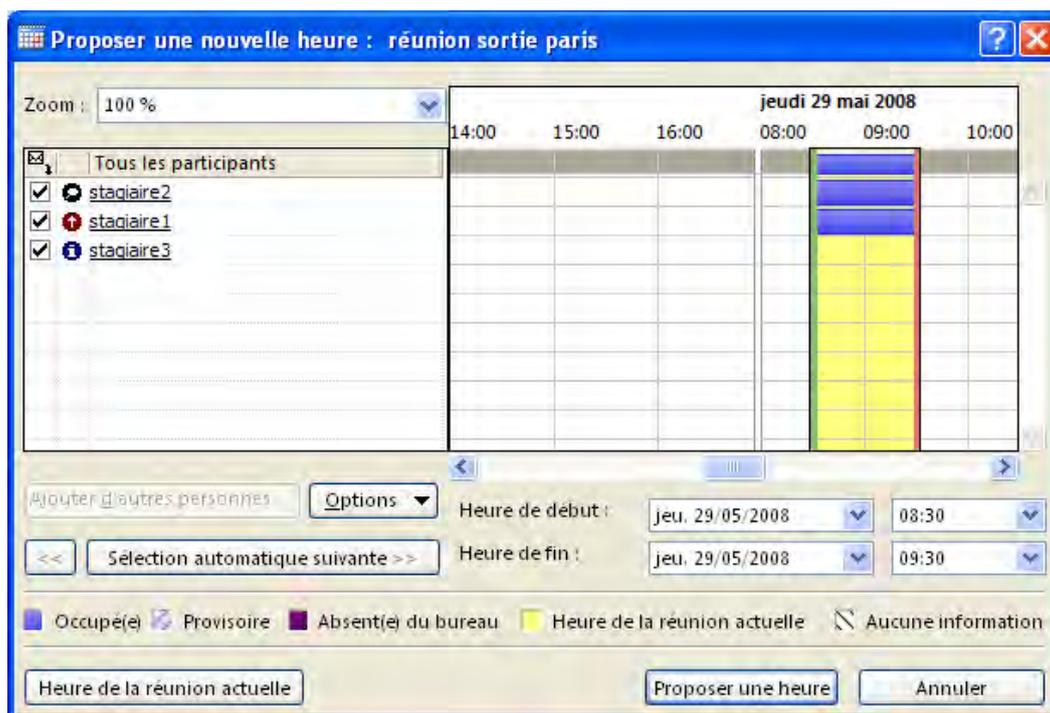 Proposer une nouvelle heure : réunion sortie paris
Zoom : 100 %
jeudi 29 mai 2008
14:00 15:00 16:00 08:00 09:00 10:00
Tous les participants
stagiaire2
stagiaire1
stagiaire3
Ajouter d'autres personnes Options
Heure de début : jeu. 29/05/2008 08:30
<< Sélection automatique suivante >>
Heure de fin : jeu. 29/05/2008 09:30
Occupé(e) Provisoire Absent(e) du bureau Heure de la réunion actuelle Aucune information
Heure de la réunion actuelle Proposer une heure Annuler